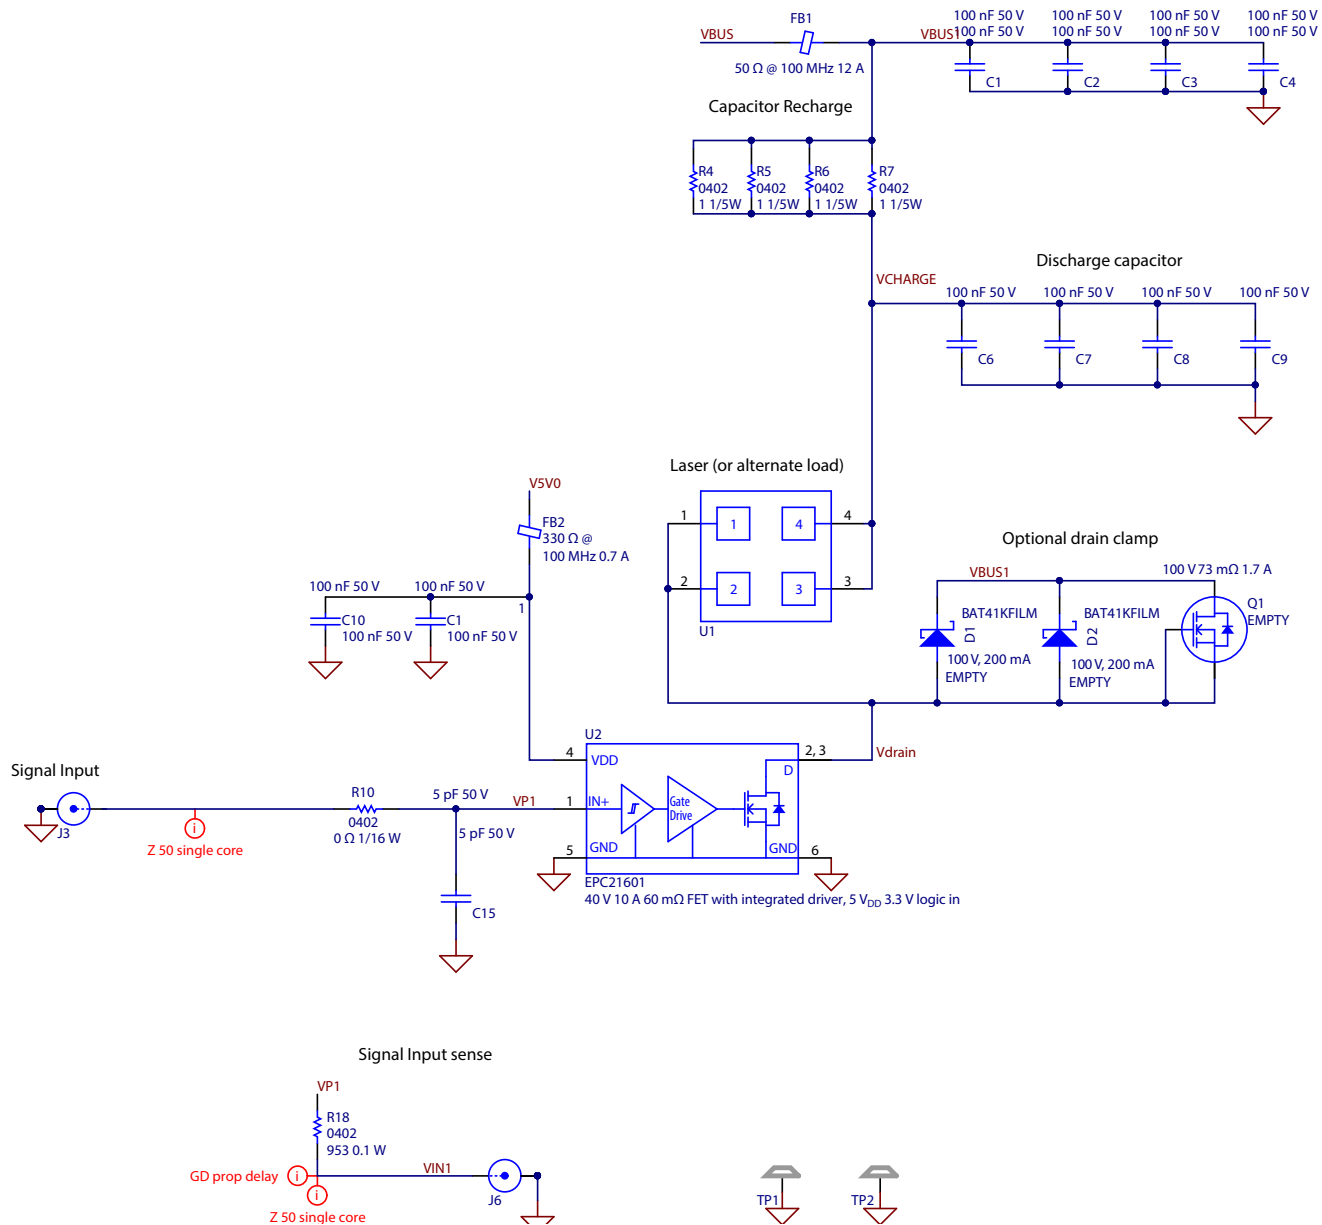 FB1
VBUS
50 Ω @ 100 MHz 12 A
VBUS1
100 nF 50 V
100 nF 50 V
C1
100 nF 50 V
100 nF 50 V
C2
100 nF 50 V
100 nF 50 V
C3
100 nF 50 V
100 nF 50 V
C4
Capacitor Recharge
R4
0402
1 1/5W
R5
0402
1 1/5W
R6
0402
1 1/5W
R7
0402
1 1/5W
VCHARGE
Discharge capacitor
100 nF 50 V
C6
100 nF 50 V
C7
100 nF 50 V
C8
100 nF 50 V
C9
Laser (or alternate load)
1
2
4
3
1
4
2
3
U1
V5V0
FB2
330 Ω @
100 MHz 0.7 A
1
100 nF 50 V
C10
100 nF 50 V
100 nF 50 V
C1
100 nF 50 V
Optional drain clamp
VBUS1
BAT41KFILM
D1
100 V, 200 mA
EMPTY
BAT41KFILM
D2
100 V, 200 mA
EMPTY
100 V 73 mΩ 1.7 A
Q1
EMPTY
Signal Input
J3
Z 50 single core
i
R10
0402
0 Ω 1/16 W
5 pF 50 V
5 pF 50 V
C15
VP1
U2
4
VDD
1
IN+
5
GND
Gate
Drive
D
2, 3
Vdrain
GND
6
EPC21601
40 V 10 A 60 mΩ FET with integrated driver, 5 VDD 3.3 V logic in
Signal Input sense
VP1
R18
0402
953 0.1 W
GD prop delay
i
i
Z 50 single core
VIN1
J6
TP1
TP2